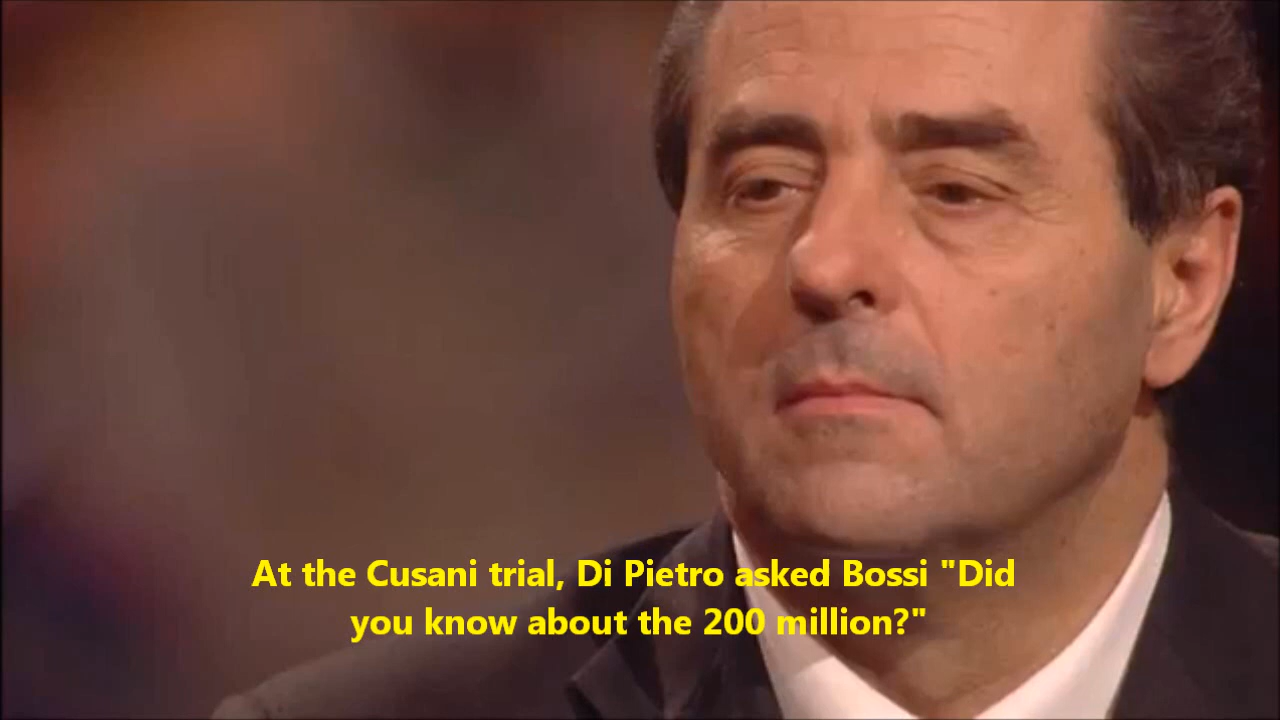 At the Cusani trial, Di Pietro asked Bossi "Did
you know about the 200 million?"